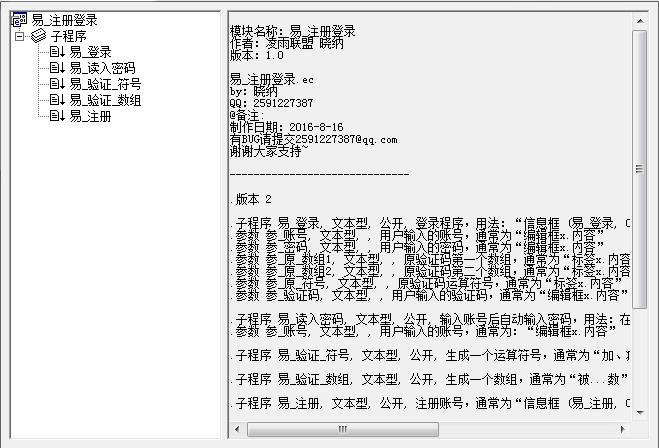 易_注册登录
子程序
易_登录
易_读入密码
易_验证_符号
易_验证_数组
易_注册
模块名称: 易_注册登录
作者: 凌雨联盟 晓纳
版本: 1.0
易_注册登录.ec
by: 晓纳
QQ: 2591227387
@备注:
制作日期: 2016-8-16
有BUG请提交2591227387@qq.com
谢谢大家支持~
------------------------------
.版本 2
.子程序 易_登录, 文本型, 公开, 登录程序，用法：“信息框 (易_登录, 0
.参数 参_账号, 文本型, , 用户输入的账号，通常为“编辑框x.内容”
.参数 参_密码, 文本型, , 用户输入的密码，通常为“编辑框x.内容”
.参数 参_原_数组1, 文本型, , 原验证码第一个数组，通常为“标签x.内容
.参数 参_原_数组2, 文本型, , 原验证码第二个数组，通常为“标签x.内容
.参数 参_原_符号, 文本型, , 原验证码运算符号，通常为“标签x.内容”
.参数 参_验证码, 文本型, , 用户输入的验证码，通常为“编辑框x.内容”
.子程序 易_读入密码, 文本型, 公开, 输入账号后自动输入密码，用法：在
.参数 参_账号, 文本型, , 用户输入的账号，通常为：“编辑框x.内容”
.子程序 易_验证_符号, 文本型, 公开, 生成一个运算符号，通常为“加、
.子程序 易_验证_数组, 文本型, 公开, 生成一个数组，通常为“被...数”
.子程序 易_注册, 文本型, 公开, 注册账号，通常为“信息框 (易_注册, 0